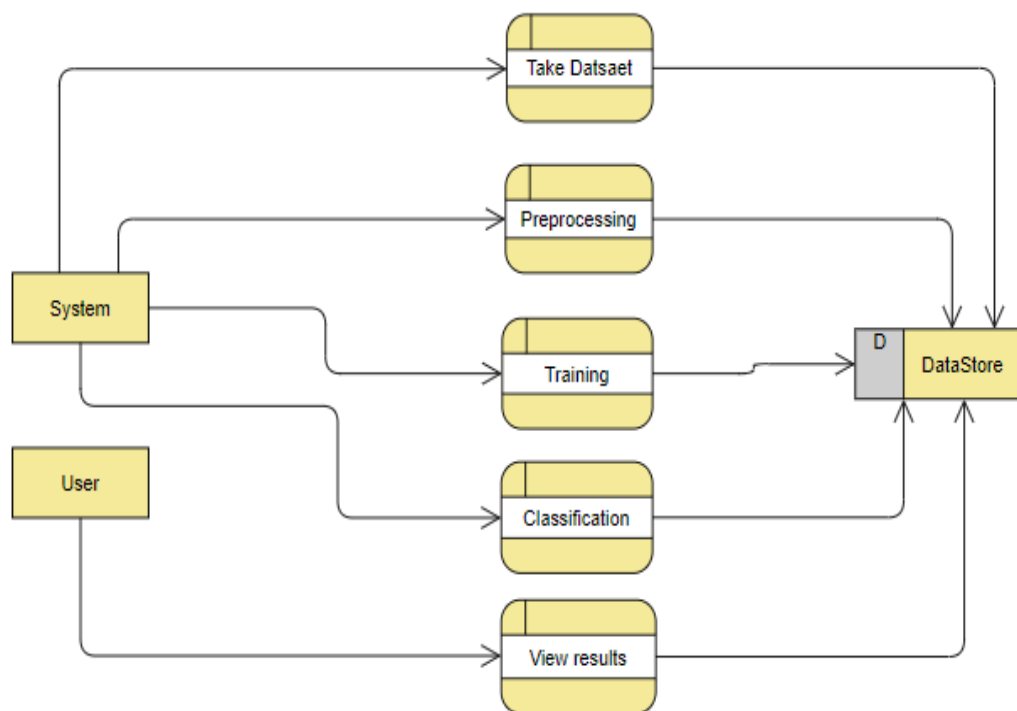 Take Datsaet
Preprocessing
System
Training
D
DataStore
User
Classification
View results